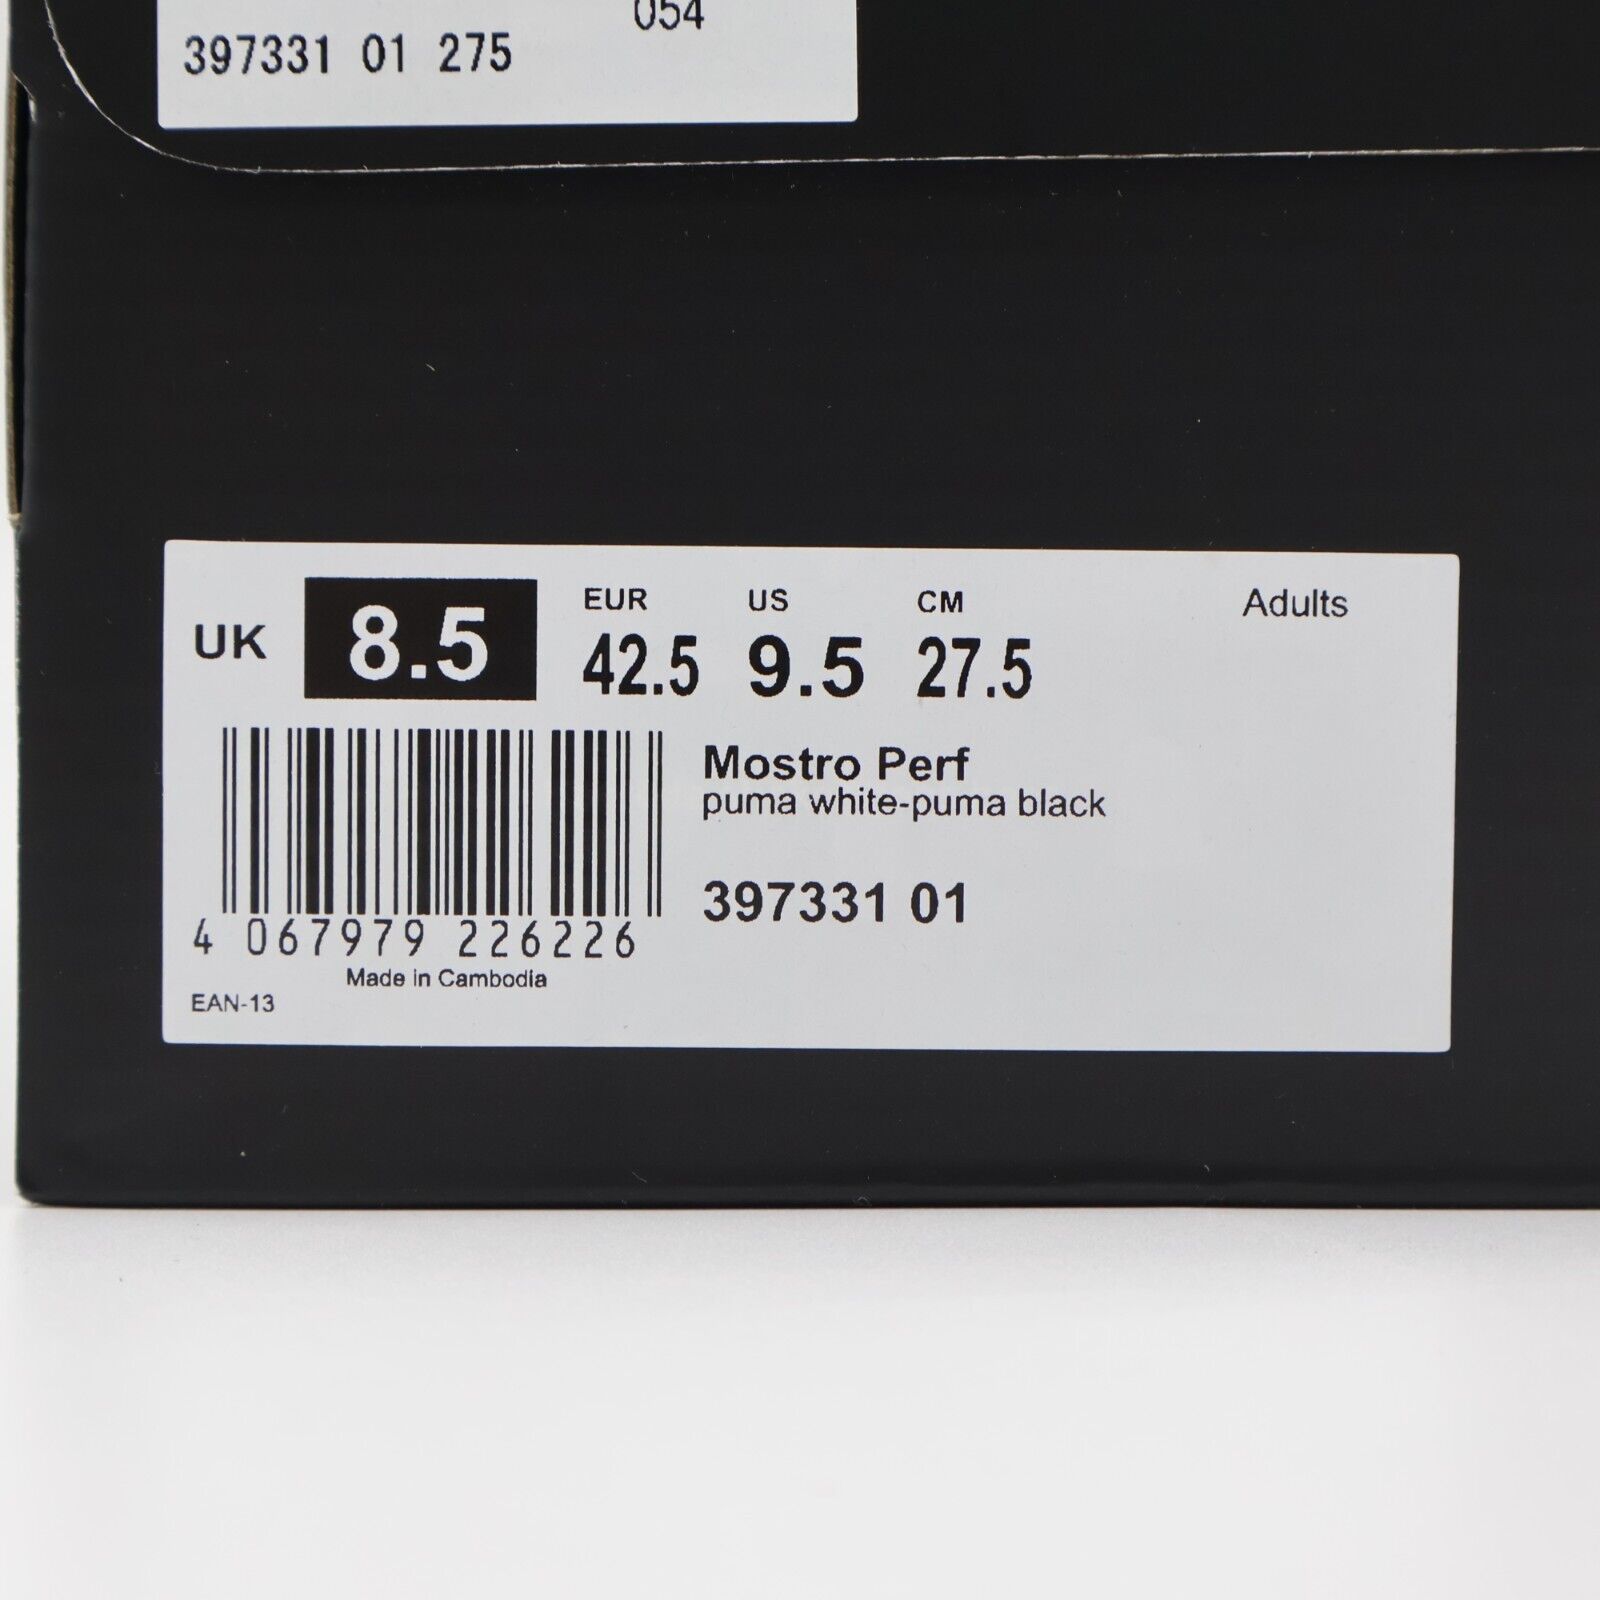 054
397331 01 275
UK 8.5
EUR US CM Adults
42.5 9.5 27.5
Mostro Perf
puma white-puma black
397331 01
4 067979 226226
Made in Cambodia
EAN-13